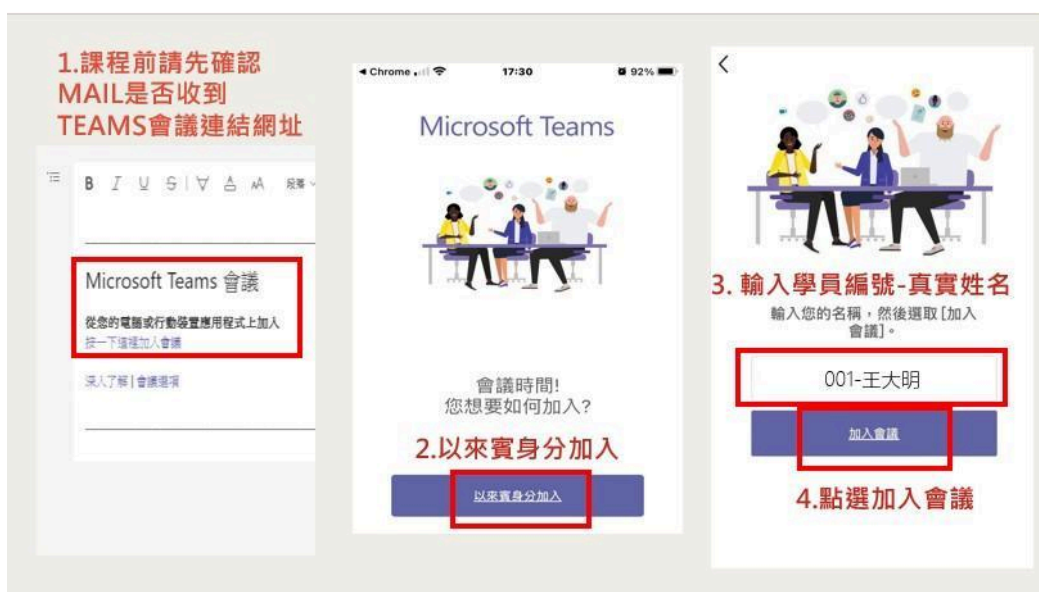 1.課程前請先確認
MAIL是否收到
TEAMS會議連結網址
B I U S A A AA 段落
Microsoft Teams 會議
從您的電腦或行動裝置應用程式上加入
按一下這裡加入會議
深入了解 | 會議選項
Chrome
17:30
92%
Microsoft Teams
會議時間!
您想要如何加入?
2.以來賓身分加入
以來賓身分加入
3. 輸入學員編號-真實姓名
輸入您的名稱，然後選取 [加入
會議]。
001-王大明
加入會議
4.點選加入會議